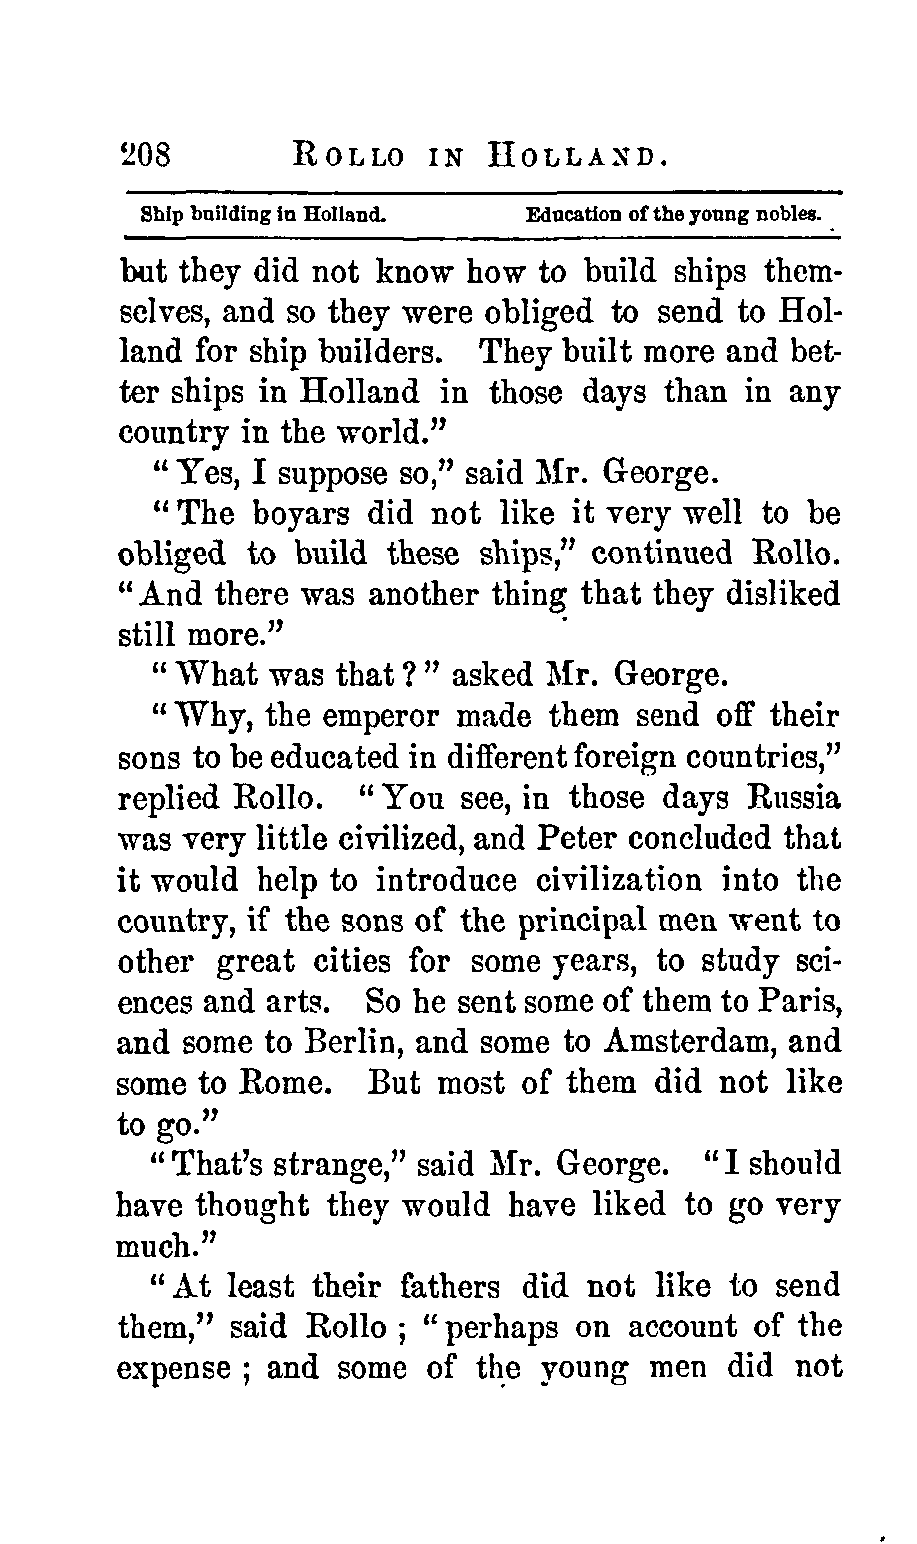 208 ROLLO IN HOLLAND.
Ship building in Holland. Education of the young nobles.
but they did not know how to build ships them-
selves, and so they were obliged to send to Hol-
land for ship builders. They built more and bet-
ter ships in Holland in those days than in any
country in the world.”
“Yes, I suppose so,” said Mr. George.
“The boyars did not like it very well to be
obliged to build these ships,” continued Rollo.
“And there was another thing that they disliked
still more.”
“What was that?” asked Mr. George.
“Why, the emperor made them send off their
sons to be educated in different foreign countries,”
replied Rollo. “You see, in those days Russia
was very little civilized, and Peter concluded that
it would help to introduce civilization into the
country, if the sons of the principal men went to
other great cities for some years, to study sci-
ences and arts. So he sent some of them to Paris,
and some to Berlin, and some to Amsterdam, and
some to Rome. But most of them did not like
to go.”
“That’s strange,” said Mr. George. “I should
have thought they would have liked to go very
much.”
“At least their fathers did not like to send
them,” said Rollo; “perhaps on account of the
expense; and some of the young men did not